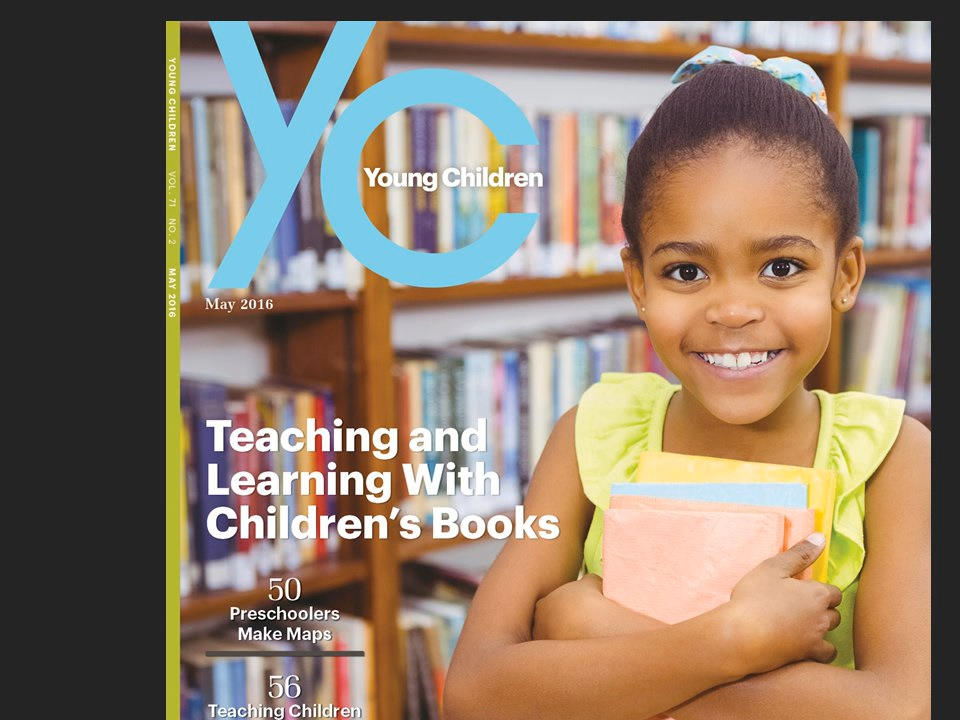 YOUNG CHILDREN VOL. 71 NO. 2 MAY 2016
YC
Young Children
May 2016
Teaching and
Learning With
Children’s Books
50
Preschoolers
Make Maps
56
Teaching Children